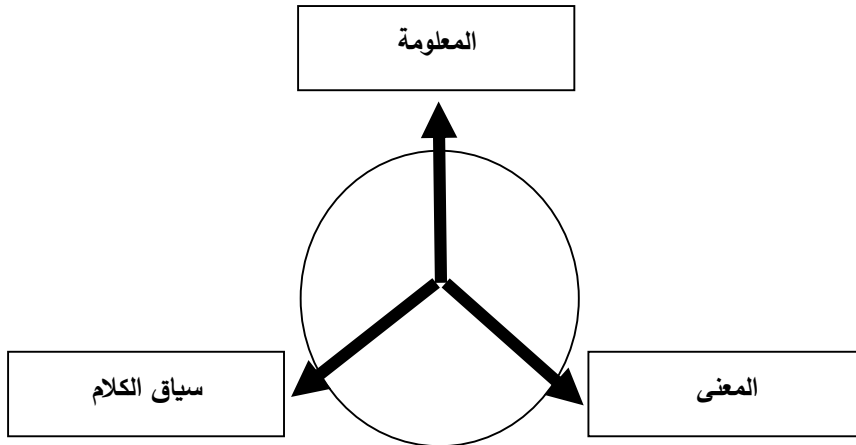 المعلومة
المعنى
سياق الكلام